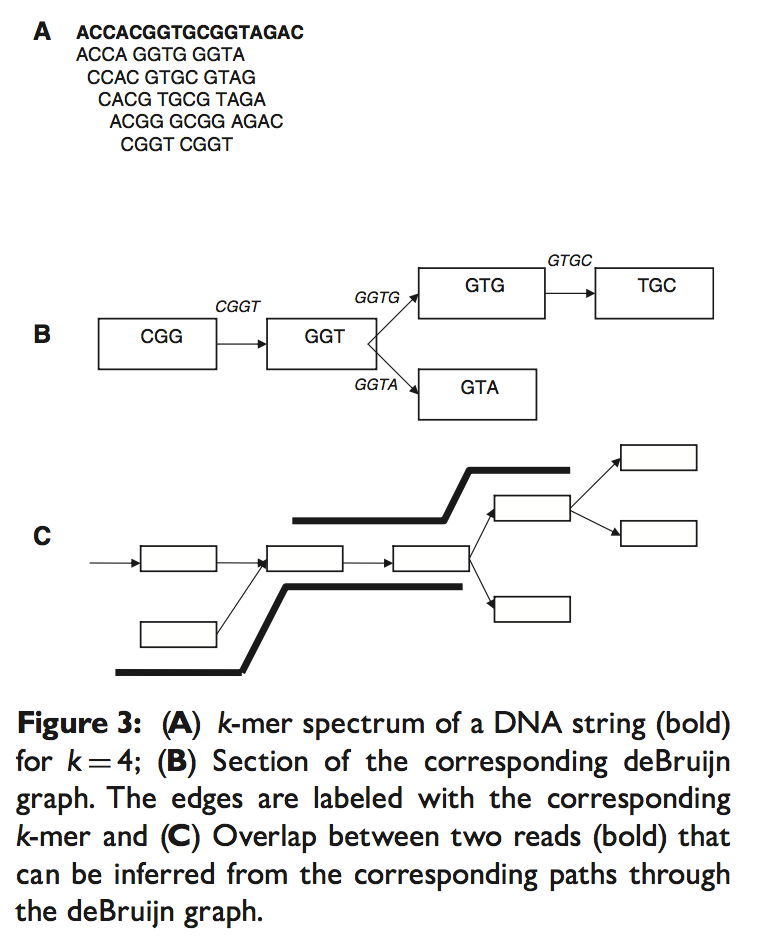 A ACCACGGTGCGGTAGAC
ACCA GGTG GGTA
CCAC GTGC GTAG
CACG TGCG TAGA
ACGG GCGG AGAC
CGGT CGGT
B
CGG
CGGT
GGT
GGTG
GGTA
GTG
GTGC
TGC
GTA
C
Figure 3: (A) k-mer spectrum of a DNA string (bold)
for k = 4; (B) Section of the corresponding deBruijn
graph. The edges are labeled with the corresponding
k-mer and (C) Overlap between two reads (bold) that
can be inferred from the corresponding paths through
the deBruijn graph.